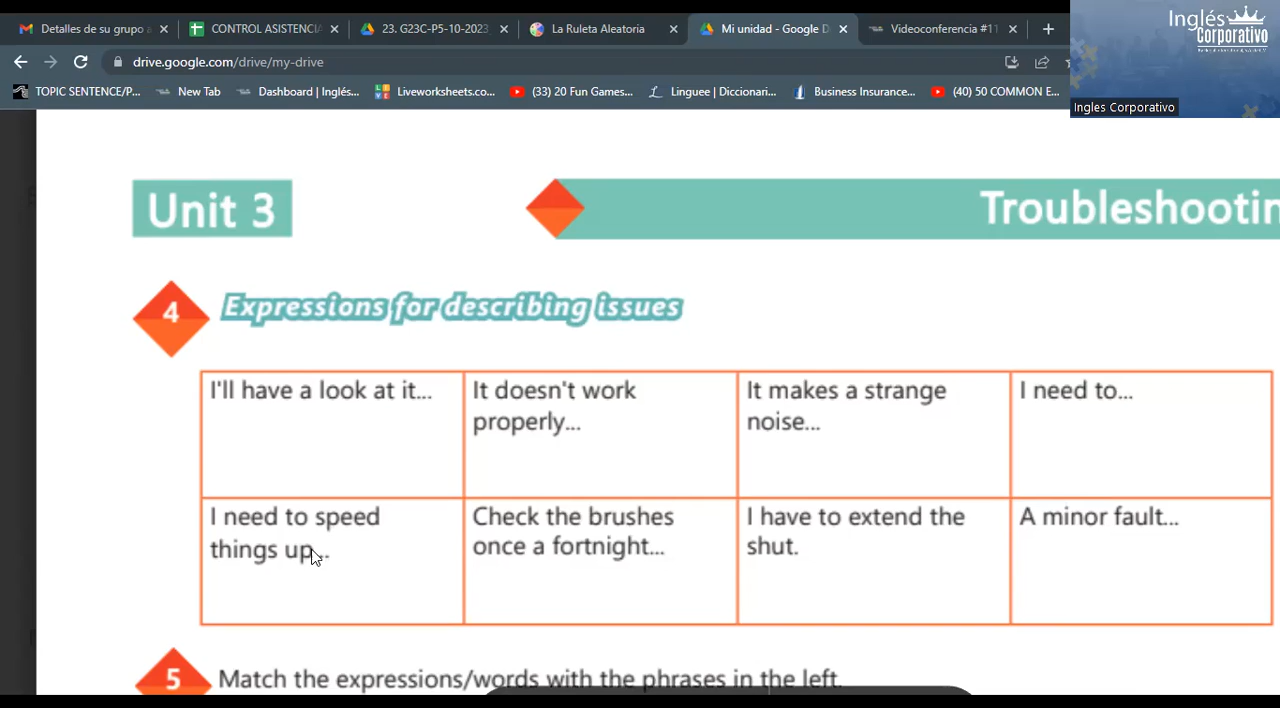 Detalles de su grupo
CONTROL ASISTENCIA
23. G23C-P5-10-2023
La Ruleta Aleatoria
Mi unidad - Google D
Videoconferencia #11
drive.google.com/drive/my-drive
TOPIC SENTENCE/P...
New Tab
Dashboard | Inglés...
Liveworksheets.co...
(33) 20 Fun Games...
Linguee | Diccionari...
Business Insurance...
(40) 50 COMMON E...
Inglés
Corporativo
Ingles Corporativo
Unit 3
Troubleshootin
4
Expressions for describing issues
I'll have a look at it...
It doesn't work
properly...
It makes a strange
noise...
I need to...
I need to speed
things up...
Check the brushes
once a fortnight...
I have to extend the
shut.
A minor fault...
5
Match the expressions/words with the phrases in the left.